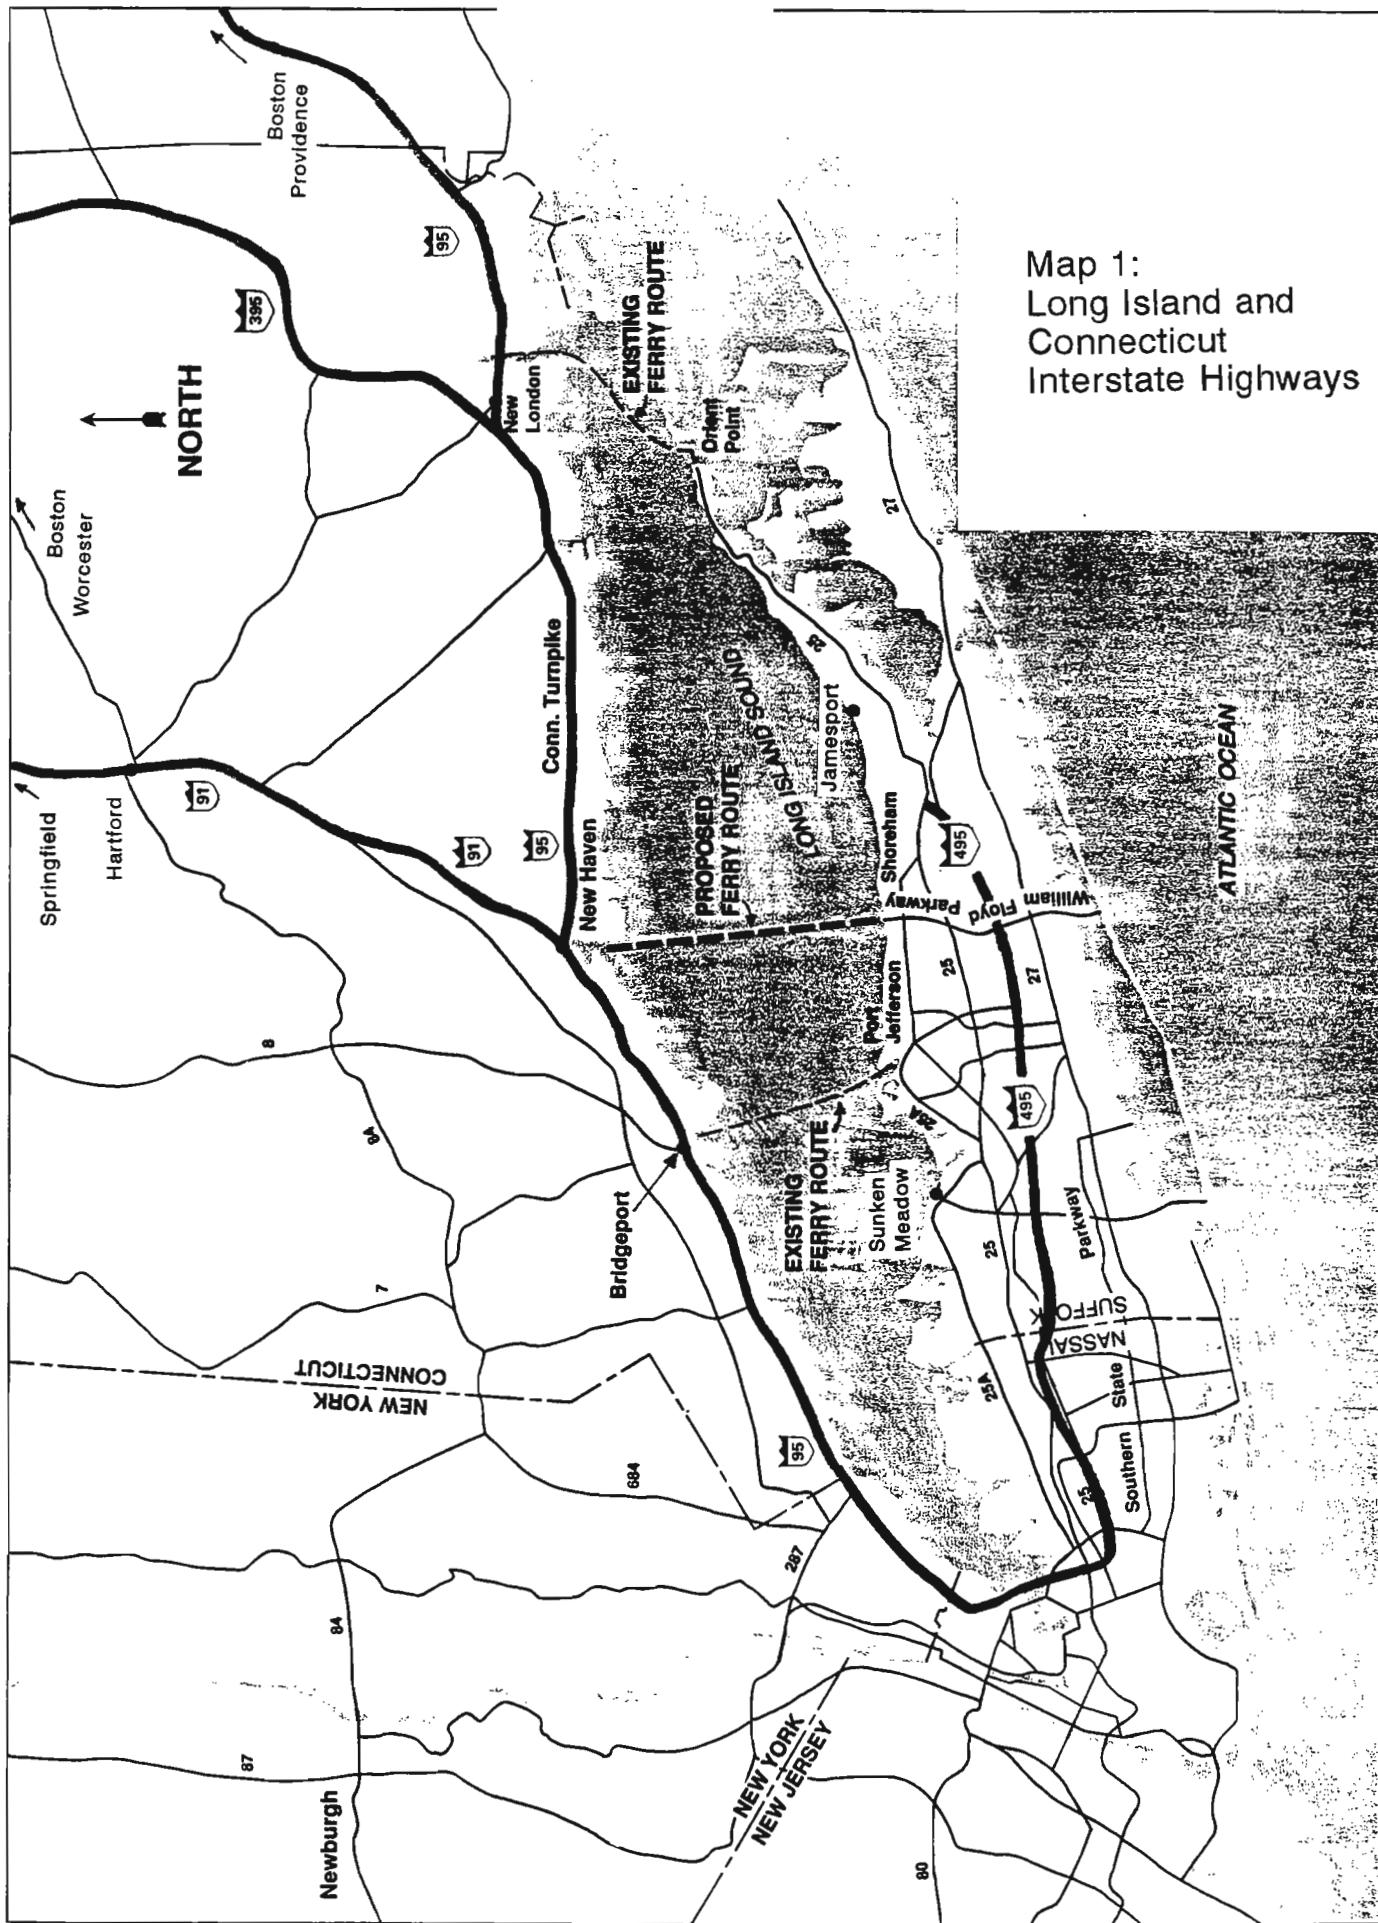 Map 1:
Long Island and
Connecticut
Interstate Highways
NORTH
Springfield
Hartford
Boston
Worcester
Boston
Providence
91
91
95
395
95
New
London
Conn. Turnpike
New Haven
EXISTING
FERRY ROUTE
Orient
Point
PROPOSED
FERRY ROUTE
LONG ISLAND SOUND
Jamesport
Shoreham
25
27
495
William
Floyd
Parkway
ATLANTIC OCEAN
Port
Jefferson
25
27
8
8A
7
Bridgeport
EXISTING
FERRY ROUTE
Sunken
Meadow
25A
25
495
Parkway
SUFFOLK
NASSAU
CONNECTICUT
NEW YORK
684
95
25A
State
Southern
25
287
84
87
Newburgh
NEW YORK
NEW JERSEY
80